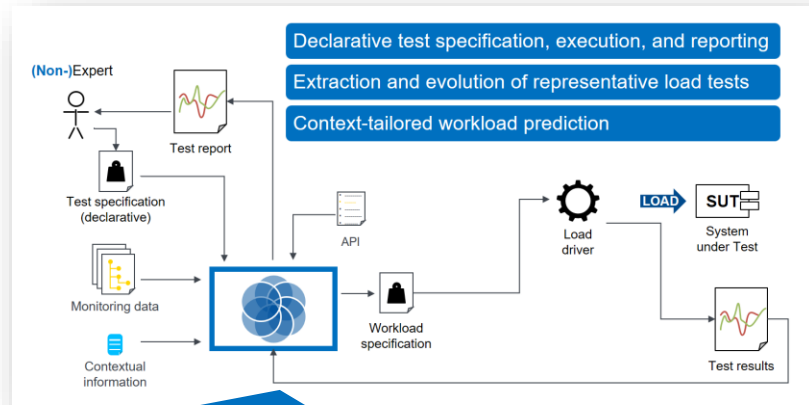 Declarative test specification, execution, and reporting
Extraction and evolution of representative load tests
Context-tailored workload prediction
(Non-)Expert
Test report
Test specification
(declarative)
API
Monitoring data
Contextual
information
Workload
specification
Load
driver
LOAD
SUT
System
under Test
Test results